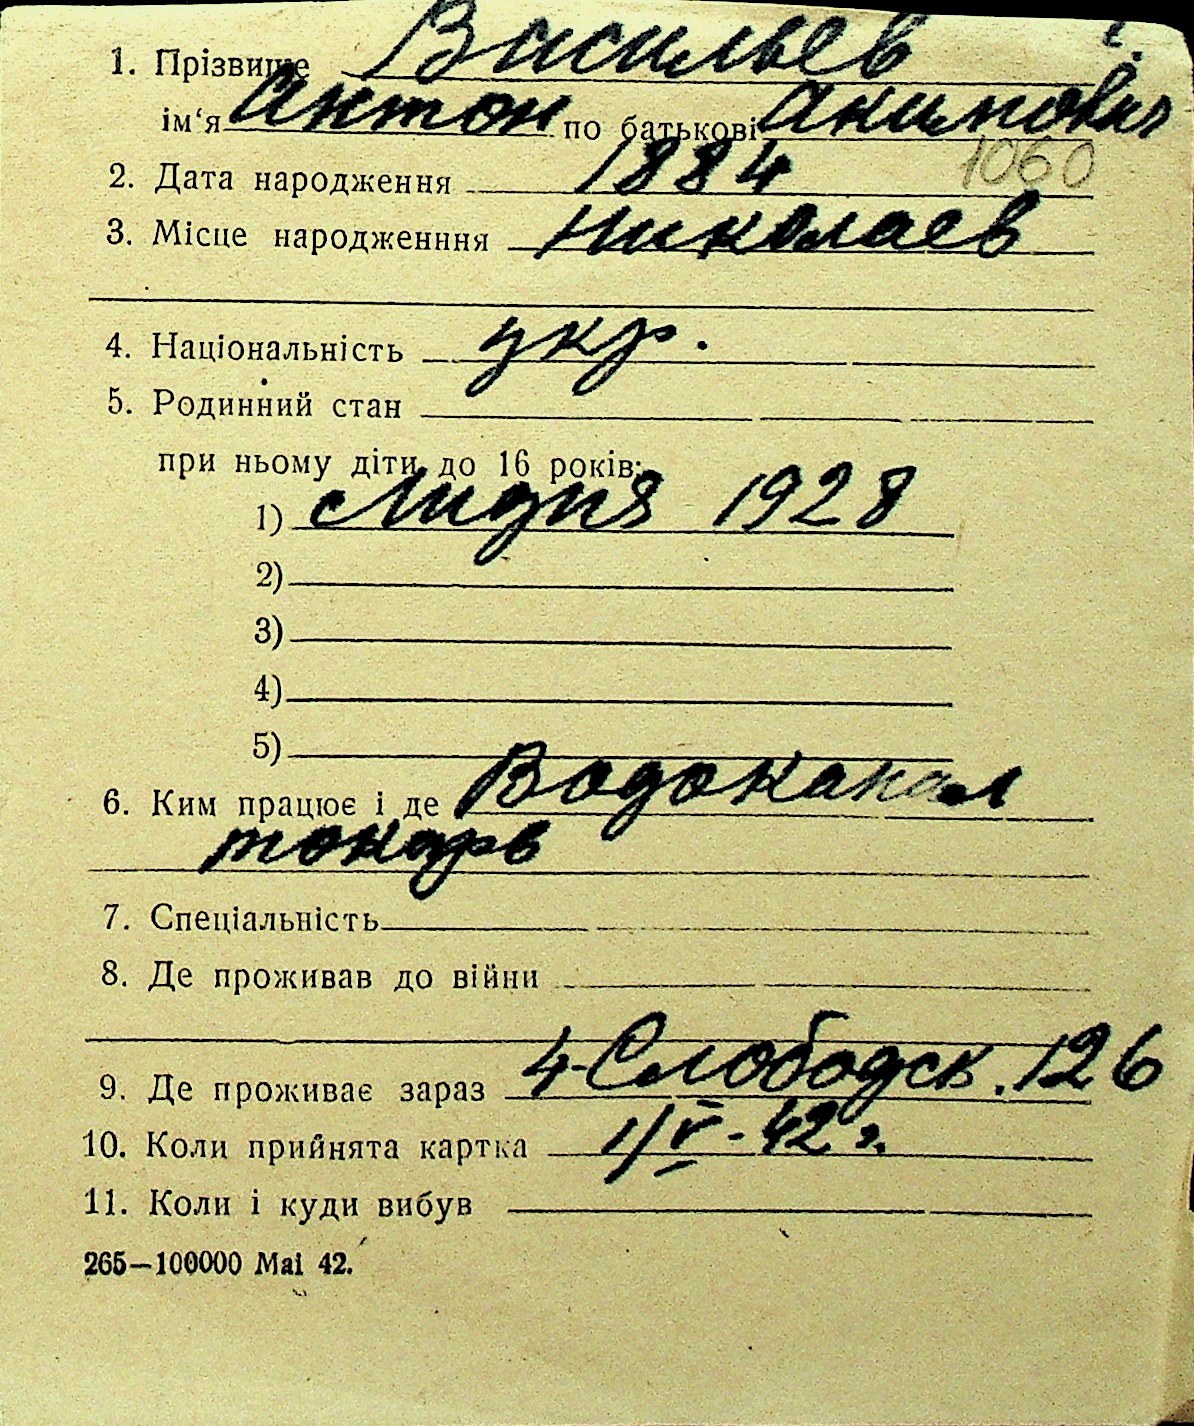 1. Прізвище Васильев
ім'я Антон по батькові Акимович
1060
2. Дата народження 1884
3. Місце народженння Николаев
4. Національність укр.
5. Родинний стан
при ньому діти до 16 років:
1) Лидия 1928
2)
3)
4)
5)
6. Ким працює і де Водоканал
токарь
7. Спеціальність
8. Де проживав до війни
9. Де проживає зараз 4-Слободск. 126
10. Коли прийнята картка 1/V-42 г.
11. Коли і куди вибув
265—100000 Mai 42.